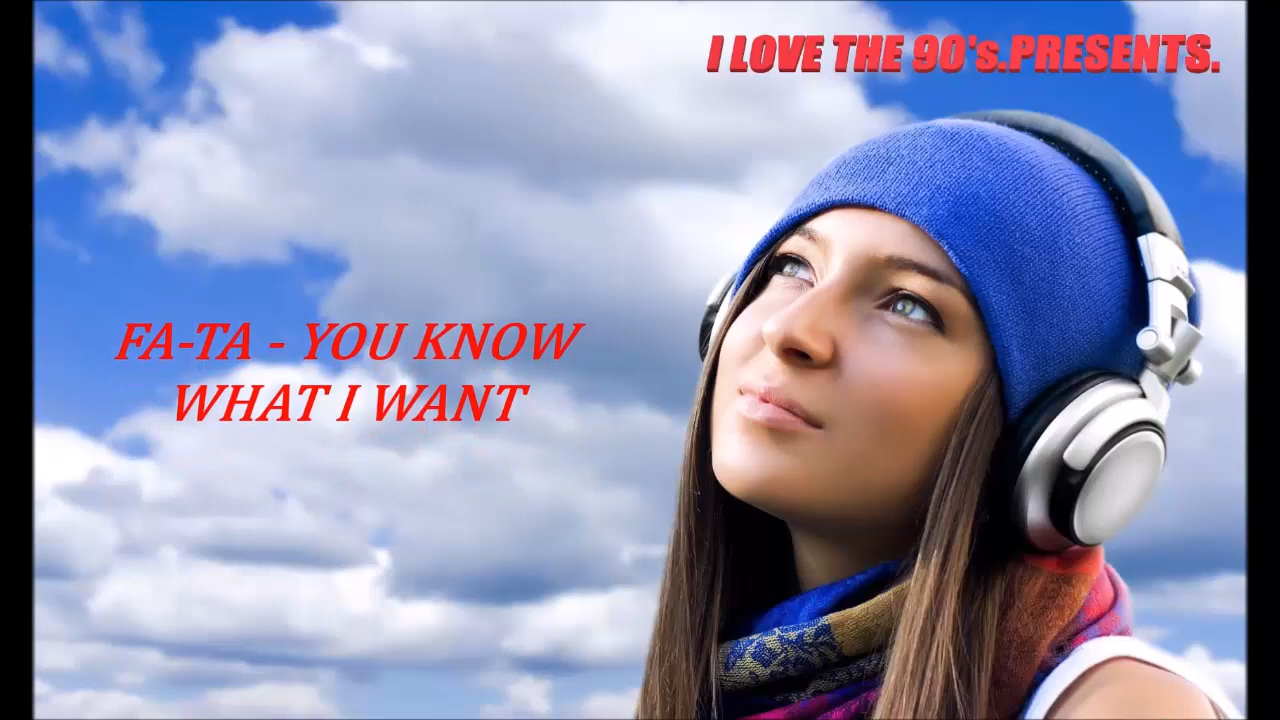 I LOVE THE 90's.PRESENTS.
FA-TA - YOU KNOW
WHAT I WANT